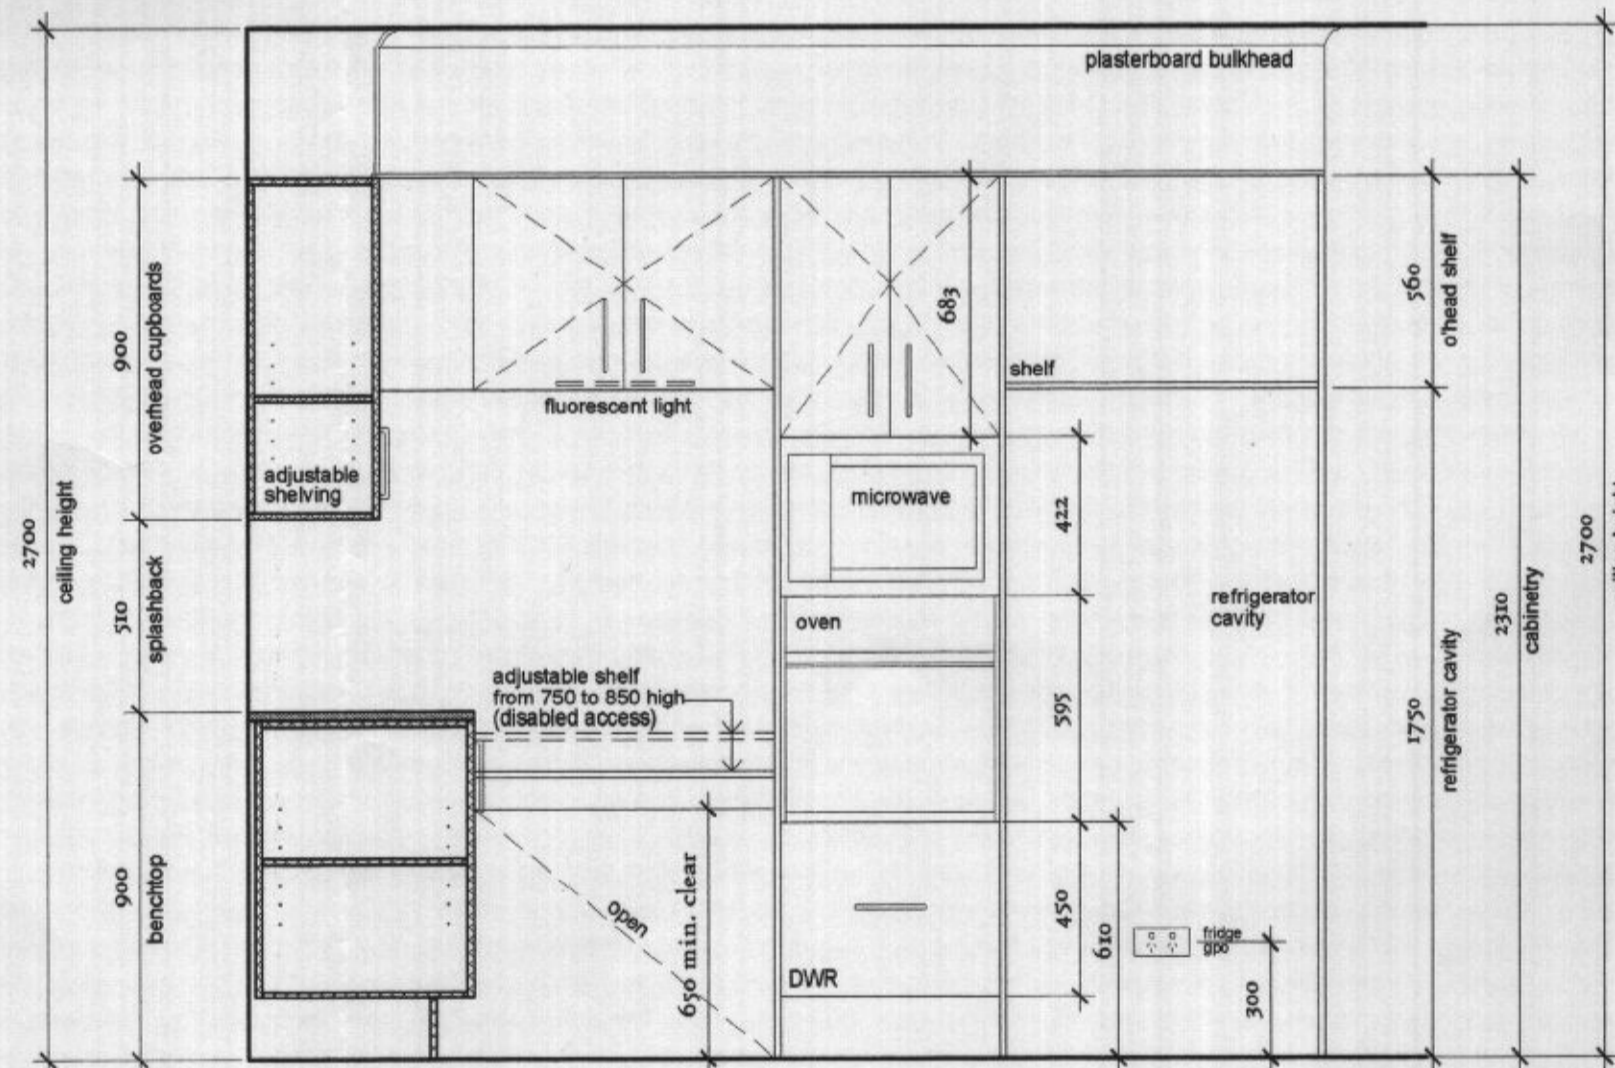 plasterboard bulkhead
2700
ceiling height
900
overhead cupboards
510
splashback
900
benchtop
adjustable
shelving
fluorescent light
683
shelf
microwave
422
oven
595
adjustable shelf
from 750 to 850 high
(disabled access)
open
650 min. clear
450
610
DWR
fridge
gpo
300
refrigerator
cavity
560
o'head shelf
1750
refrigerator cavity
2310
cabinetry
2700